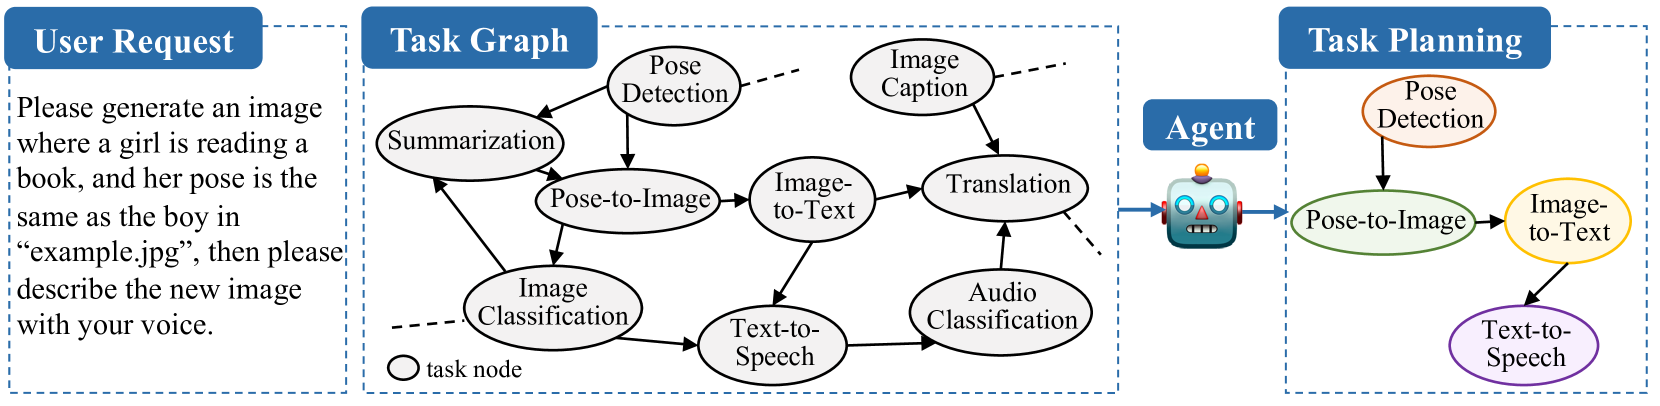 User Request
Please generate an image
where a girl is reading a
book, and her pose is the
same as the boy in
“example.jpg”, then please
describe the new image
with your voice.
Task Graph
Pose
Detection
Image
Caption
Summarization
Pose-to-Image
Image-
to-Text
Translation
Image
Classification
Text-to-
Speech
Audio
Classification
task node
Agent
Task Planning
Pose
Detection
Pose-to-Image
Image-
to-Text
Text-to-
Speech